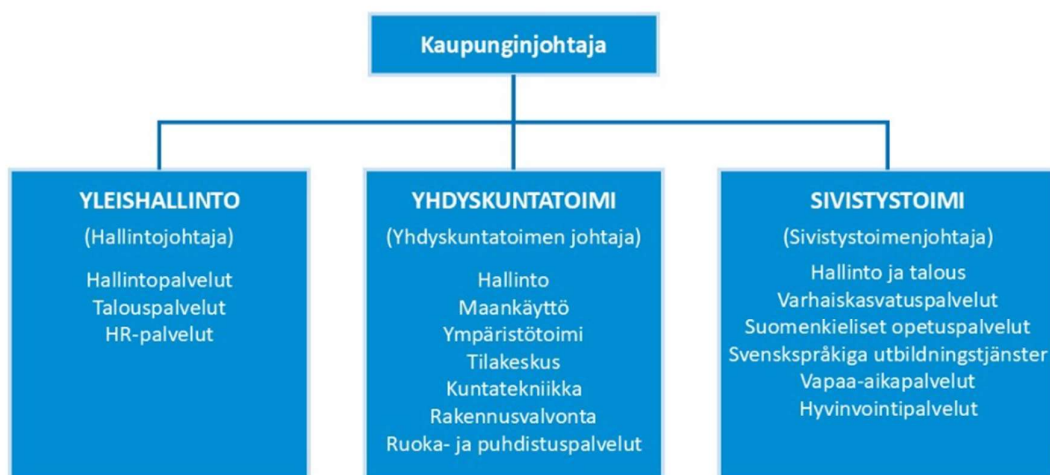 Kaupunginjohtaja
YLEISHALLINTO
(Hallintojohtaja)
Hallintopalvelut
Talouspalvelut
HR-palvelut
YHDYSKUNTATOIMI
(Yhdyskuntatoimen johtaja)
Hallinto
Maankäyttö
Ympäristötoimi
Tilakeskus
Kuntatekniikka
Rakennusvalvonta
Ruoka- ja puhdistuspalvelut
SIVISTYSTOIMI
(Sivistystoimenjohtaja)
Hallinto ja talous
Varhaiskasvatuspalvelut
Suomenkieliset opetuspalvelut
Svenskspråkiga utbildningstjänster
Vapaa-aikapalvelut
Hyvinvointipalvelut